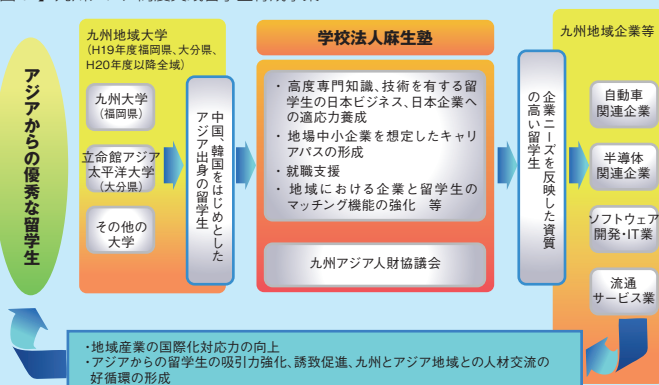 アジアからの優秀な留学生
九州地域大学
(H19年度福岡県、大分県、
H20年度以降全域)
九州大学
(福岡県)
立命館アジア
太平洋大学
(大分県)
その他の
大学
中国、韓国をはじめとした
アジア出身の留学生
学校法人麻生塾
・高度専門知識、技術を有する留
学生の日本ビジネス、日本企業へ
の適応力養成
・地場中小企業を想定したキャリ
アパスの形成
・就職支援
・地域における企業と留学生の
マッチング機能の強化 等
九州アジア人財協議会
企業ニーズを反映した資質
の高い留学生
九州地域企業等
自動車
関連企業
半導体
関連企業
ソフトウェア
開発・IT業
流通
サービス業
・地域産業の国際化対応力の向上
・アジアからの留学生の吸引力強化、誘致促進、九州とアジア地域との人材交流の
好循環の形成